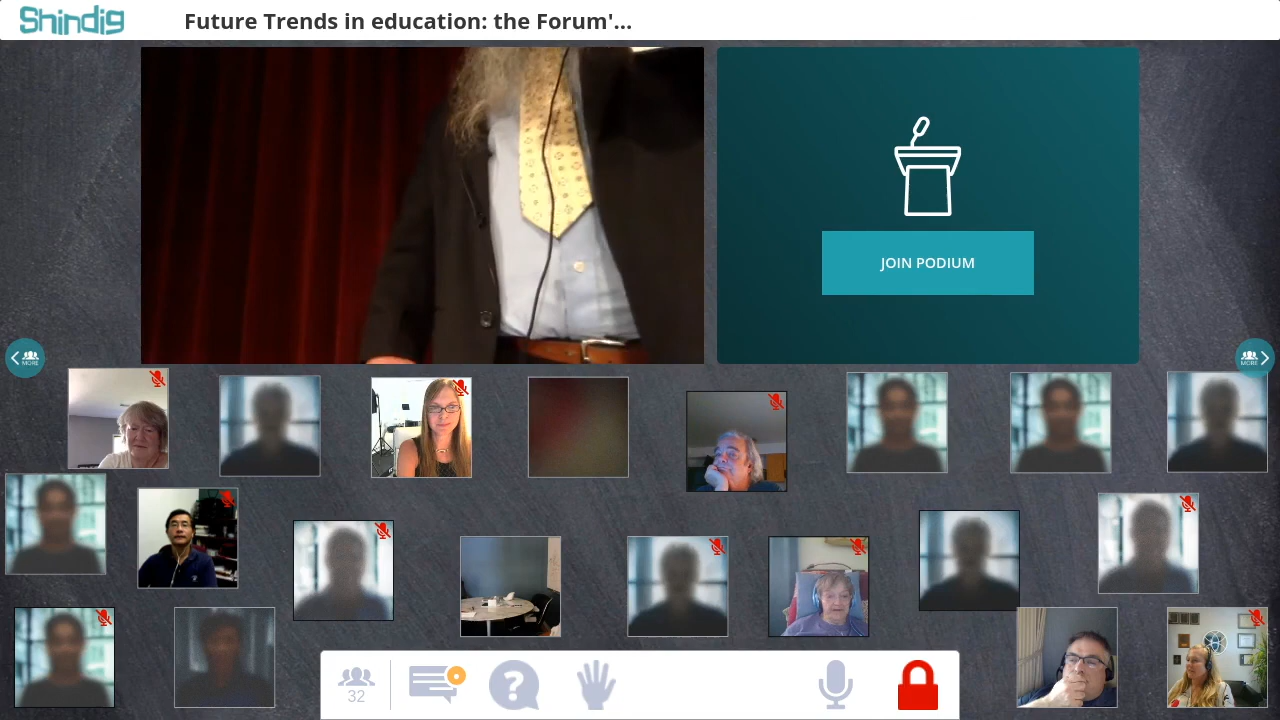 Shindig
Future Trends in education: the Forum'...
JOIN PODIUM
MORE
MORE
32